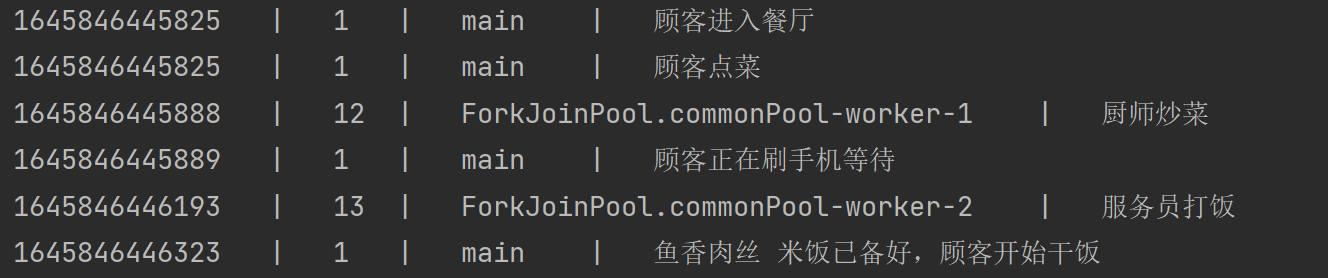 1645846445825 | 1 | main | 顾客进入餐厅
1645846445825 | 1 | main | 顾客点菜
1645846445888 | 12 | ForkJoinPool.commonPool-worker-1 | 厨师炒菜
1645846445889 | 1 | main | 顾客正在刷手机等待
1645846446193 | 13 | ForkJoinPool.commonPool-worker-2 | 服务员打饭
1645846446323 | 1 | main | 鱼香肉丝 米饭已备好，顾客开始干饭